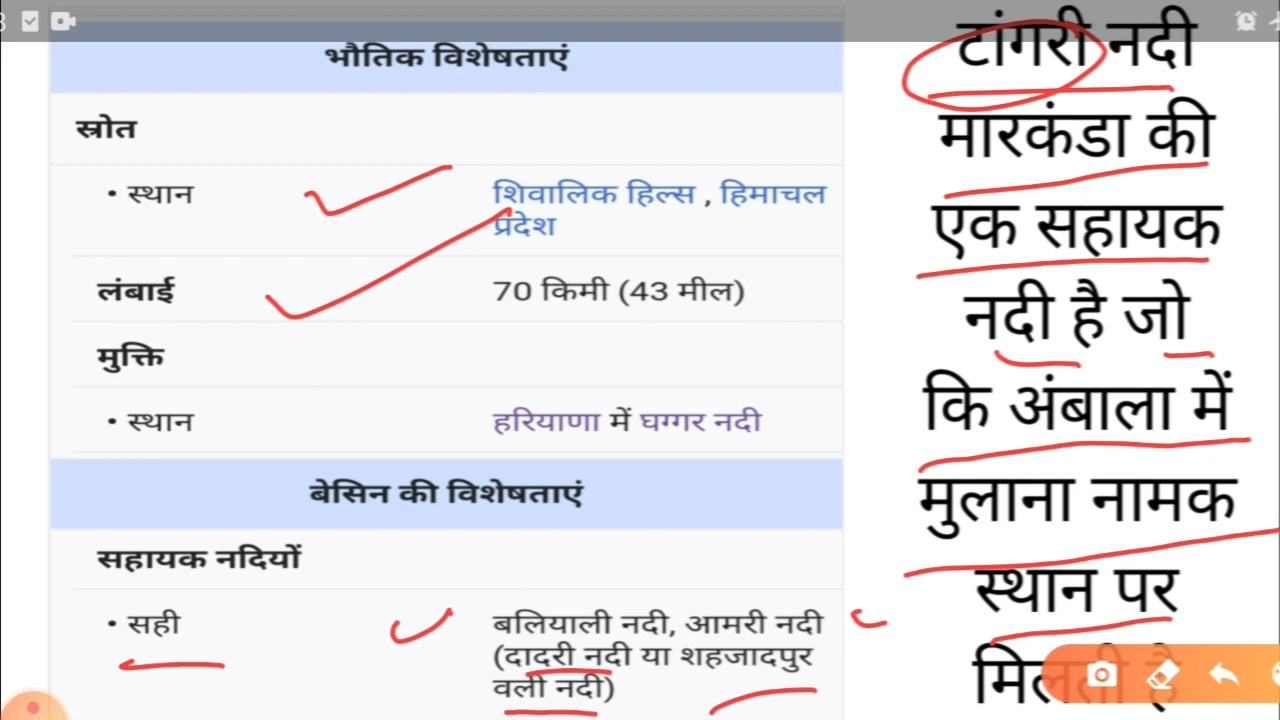 भौतिक विशेषताएं
स्रोत
• स्थान शिवालिक हिल्स , हिमाचल
प्रदेश
लंबाई 70 किमी (43 मील)
मुक्ति
• स्थान हरियाणा में घग्गर नदी
बेसिन की विशेषताएं
सहायक नदियों
• सही बलियाली नदी, आमरी नदी
(दादरी नदी या शहजादपुर
वली नदी)
टांगरी नदी
मारकंडा की
एक सहायक
नदी है जो
कि अंबाला में
मुलाना नामक
स्थान पर
मिलती है